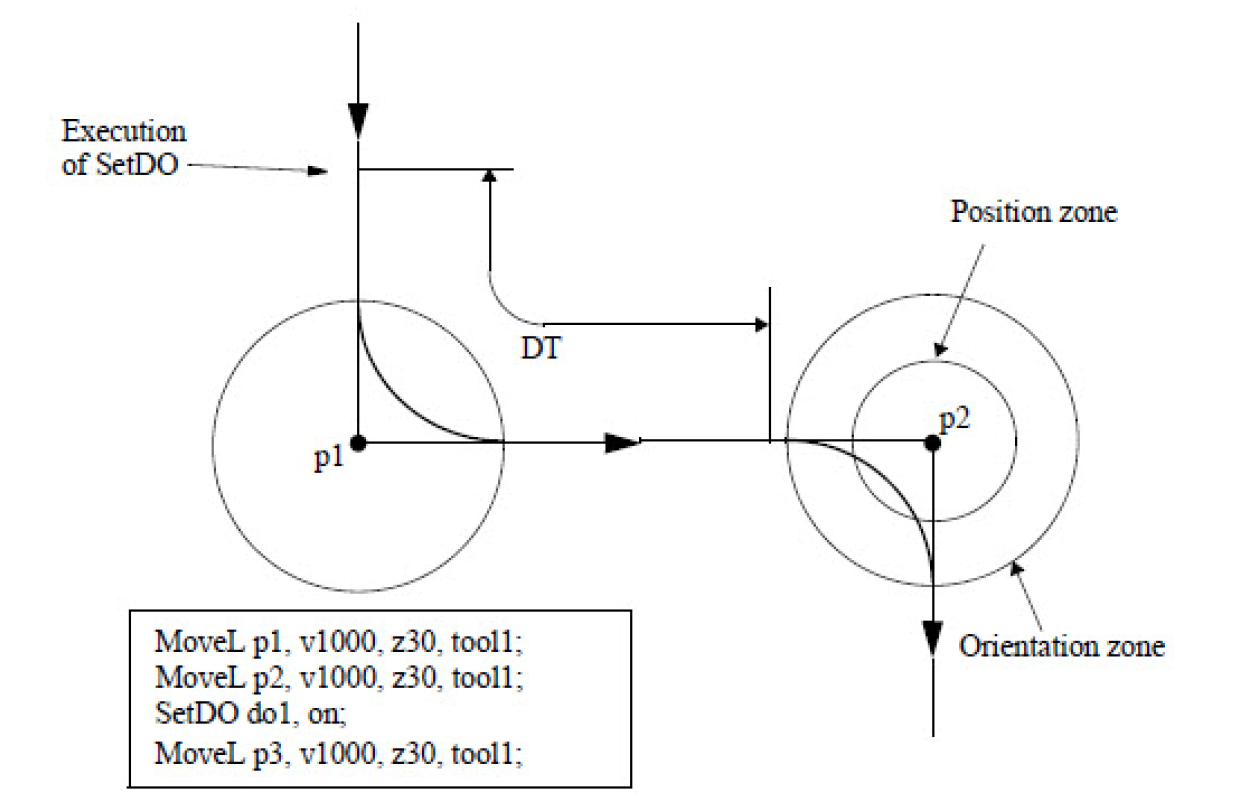 Execution
of SetDO
Position zone
DT
p2
p1
Orientation zone
MoveL p1, v1000, z30, tool1;
MoveL p2, v1000, z30, tool1;
SetDO do1, on;
MoveL p3, v1000, z30, tool1;